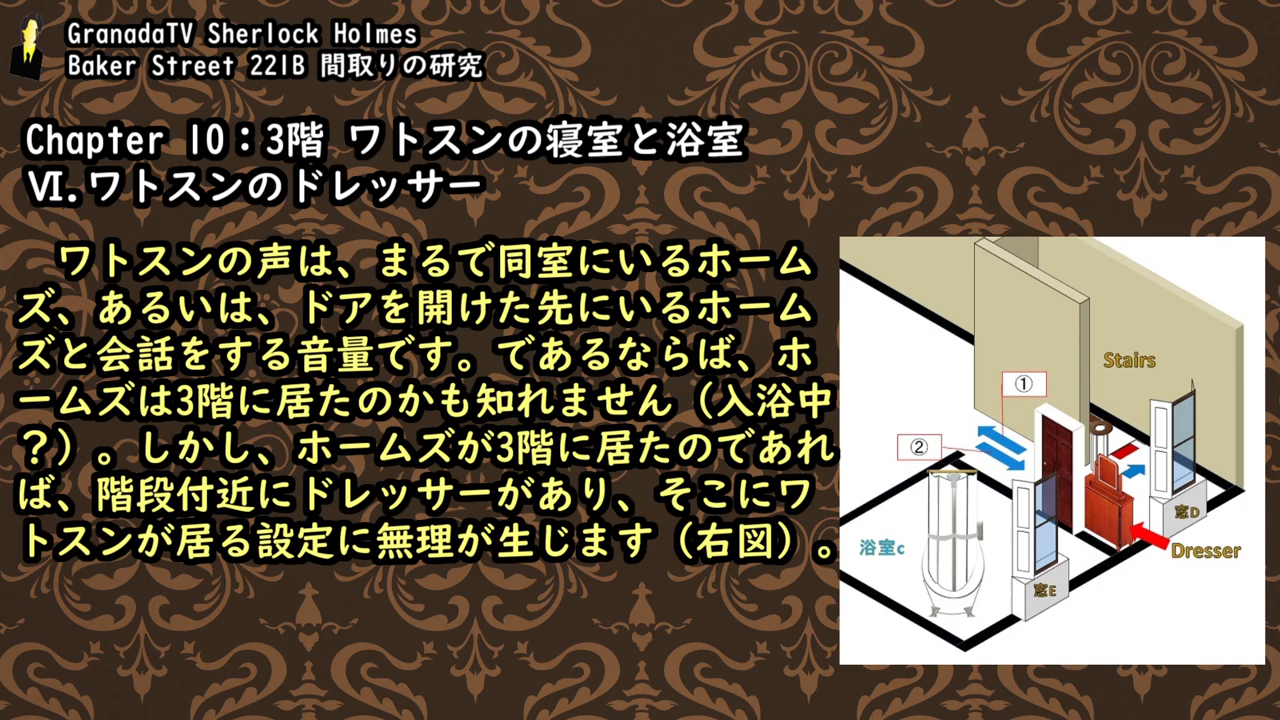 GranadaTV Sherlock Holmes
Baker Street 221B 間取りの研究
Chapter 10：3階 ワトスンの寝室と浴室
Ⅵ.ワトスンのドレッサー
ワトスンの声は、まるで同室にいるホーム
ズ、あるいは、ドアを開けた先にいるホーム
ズと会話をする音量です。であるならば、ホ
ームズは3階に居たのかも知れません（入浴中
？）。しかし、ホームズが3階に居たのであれ
ば、階段付近にドレッサーがあり、そこにワ
トスンが居る設定に無理が生じます（右図）。
Stairs
①
②
窓D
Dresser
浴室c
窓E